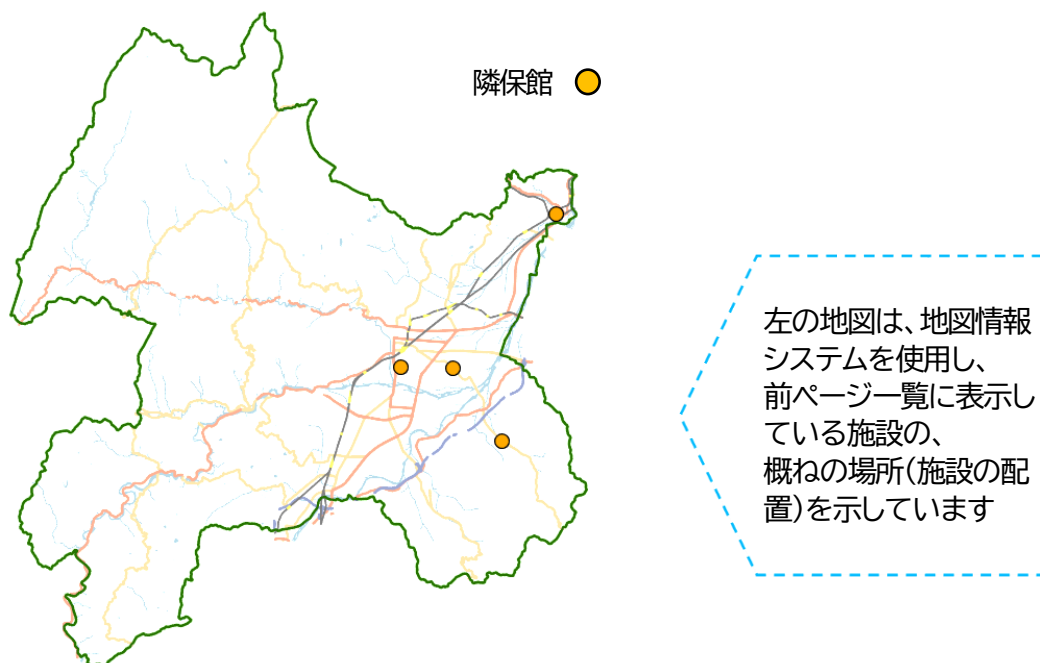 隣保館
左の地図は、地図情報
システムを使用し、
前ページ一覧に表示し
ている施設の、
概ねの場所(施設の配
置)を示しています